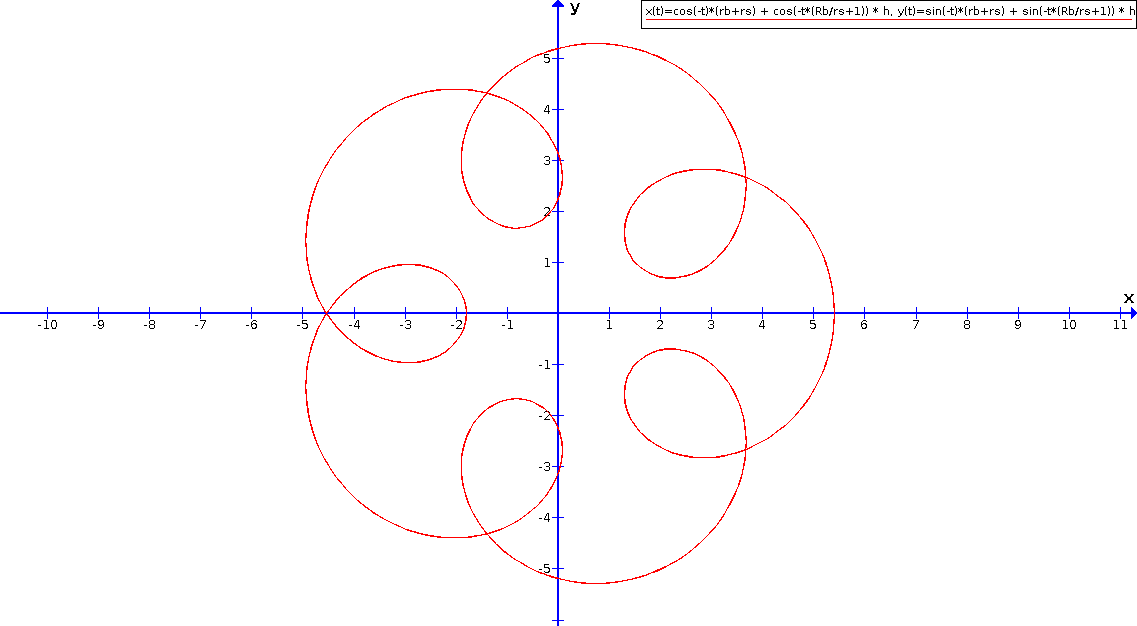 y
x(t)=cos(-t)*(rb+rs) + cos(-t*(Rb/rs+1)) * h, y(t)=sin(-t)*(rb+rs) + sin(-t*(Rb/rs+1)) * h
5
4
3
2
1
x
-10 -9 -8 -7 -6 -5 -4 -3 -2 -1 1 2 3 4 5 6 7 8 9 10 11
-1
-2
-3
-4
-5